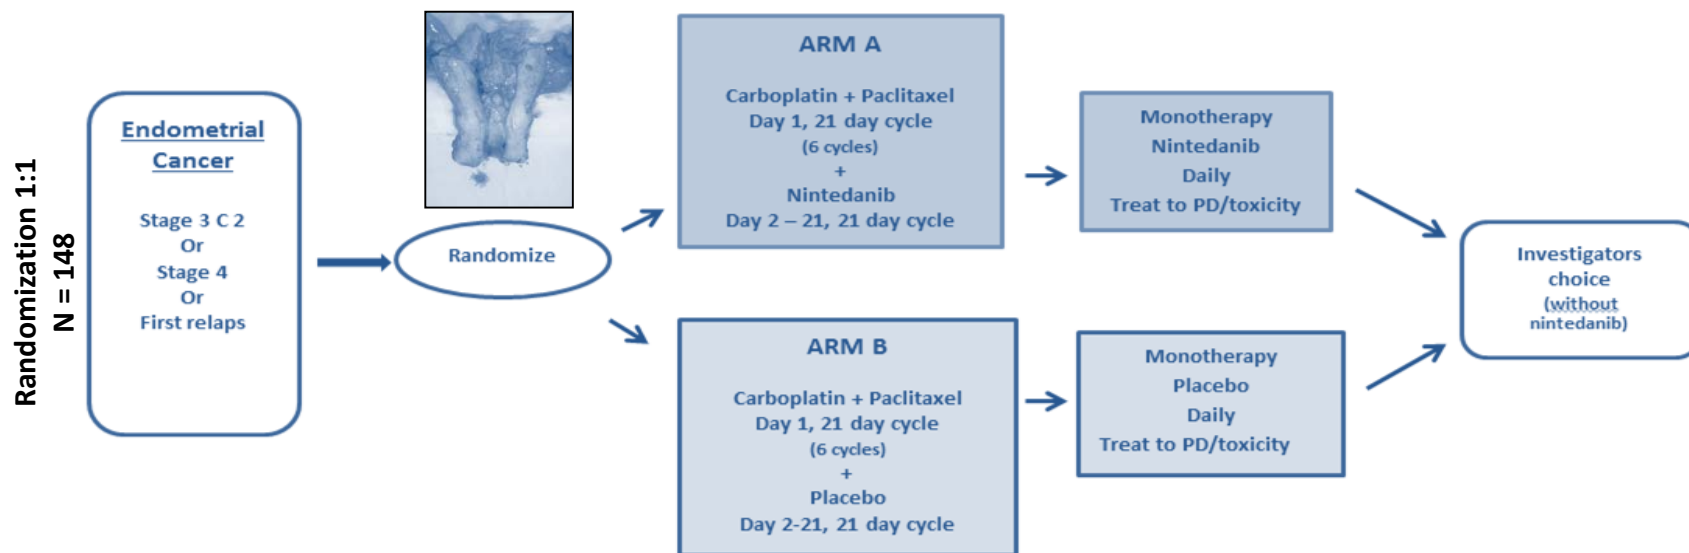 Randomization 1:1
N = 148
Endometrial
Cancer
Stage 3 C 2
Or
Stage 4
Or
First relaps
Randomize
ARM A
Carboplatin + Paclitaxel
Day 1, 21 day cycle
(6 cycles)
+
Nintedanib
Day 2 – 21, 21 day cycle
Monotherapy
Nintedanib
Daily
Treat to PD/toxicity
ARM B
Carboplatin + Paclitaxel
Day 1, 21 day cycle
(6 cycles)
+
Placebo
Day 2-21, 21 day cycle
Monotherapy
Placebo
Daily
Treat to PD/toxicity
Investigators
choice
(without
nintedanib)